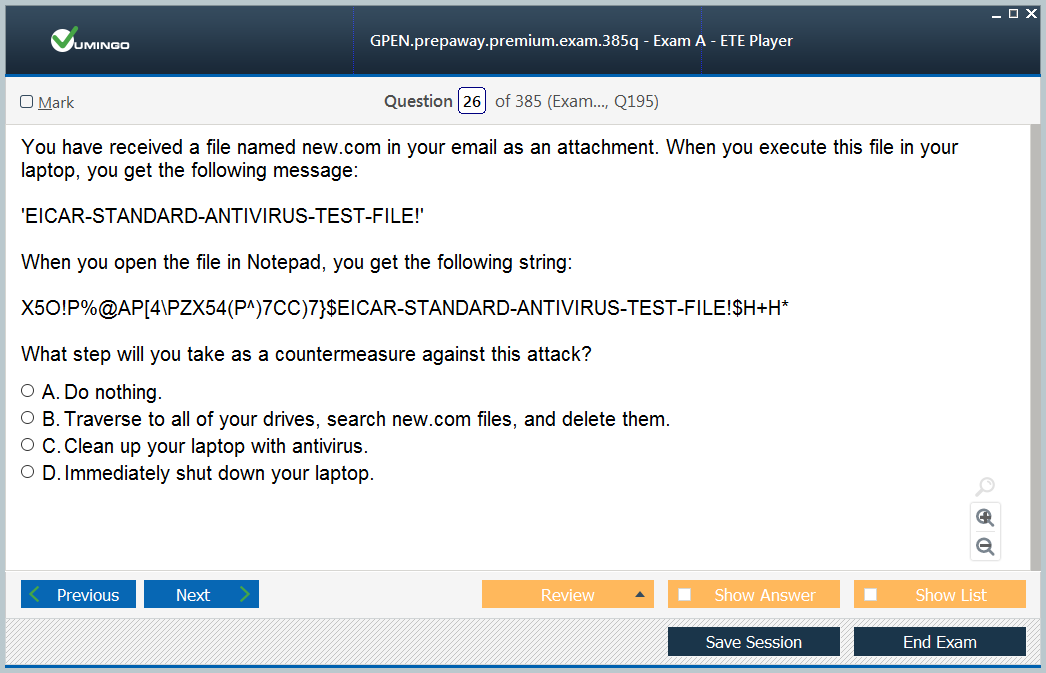 VUMINGO
GPEN.prepaway.premium.exam.385q - Exam A - ETE Player
Mark
Question 26 of 385 (Exam..., Q195)
You have received a file named new.com in your email as an attachment. When you execute this file in your
laptop, you get the following message:
'EICAR-STANDARD-ANTIVIRUS-TEST-FILE!'
When you open the file in Notepad, you get the following string:
X5O!P%@AP[4\PZX54(P^)7CC)7}$EICAR-STANDARD-ANTIVIRUS-TEST-FILE!$H+H*
What step will you take as a countermeasure against this attack?
A. Do nothing.
B. Traverse to all of your drives, search new.com files, and delete them.
C. Clean up your laptop with antivirus.
D. Immediately shut down your laptop.
Previous Next Review Show Answer Show List
Save Session End Exam